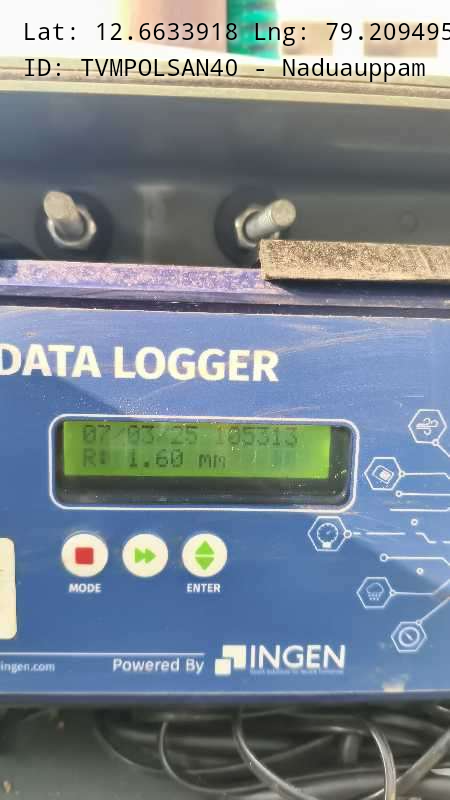 Lat: 12.6633918 Lng: 79.209495
ID: TVMPOLSAN40 - Naduauppam
DATA LOGGER
07/03/25 105313
R: 1.60 mm
MODE
ENTER
ingen.com
Powered By INGEN